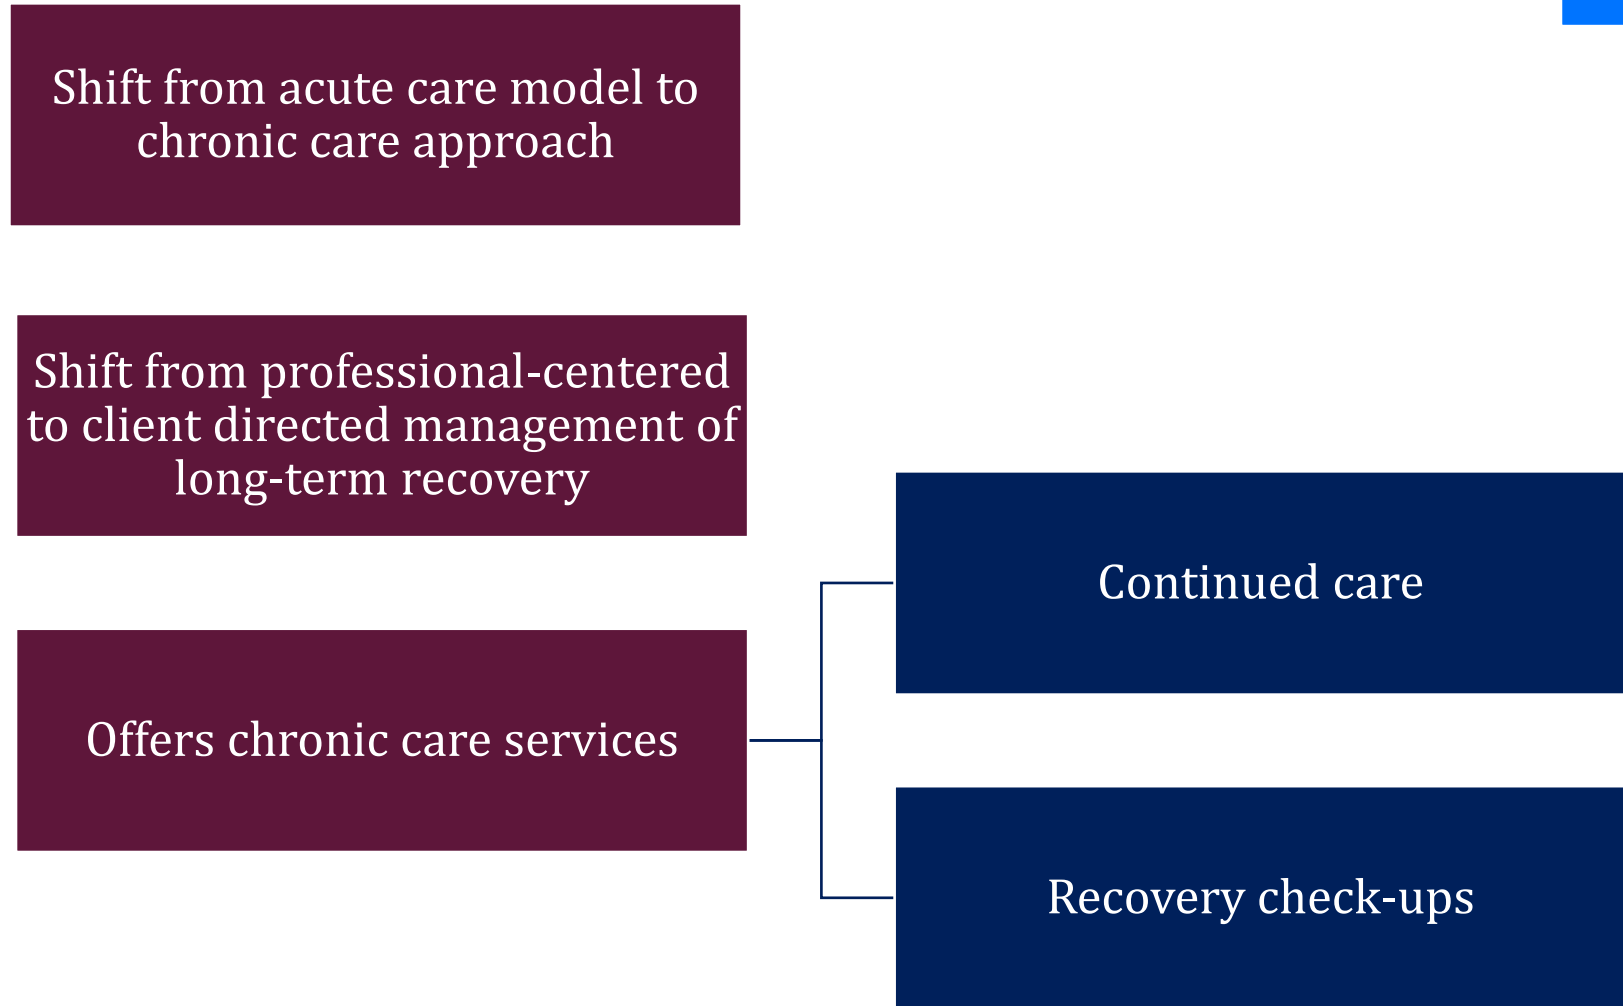 Shift from acute care model to
chronic care approach
Shift from professional-centered
to client directed management of
long-term recovery
Offers chronic care services
Continued care
Recovery check-ups